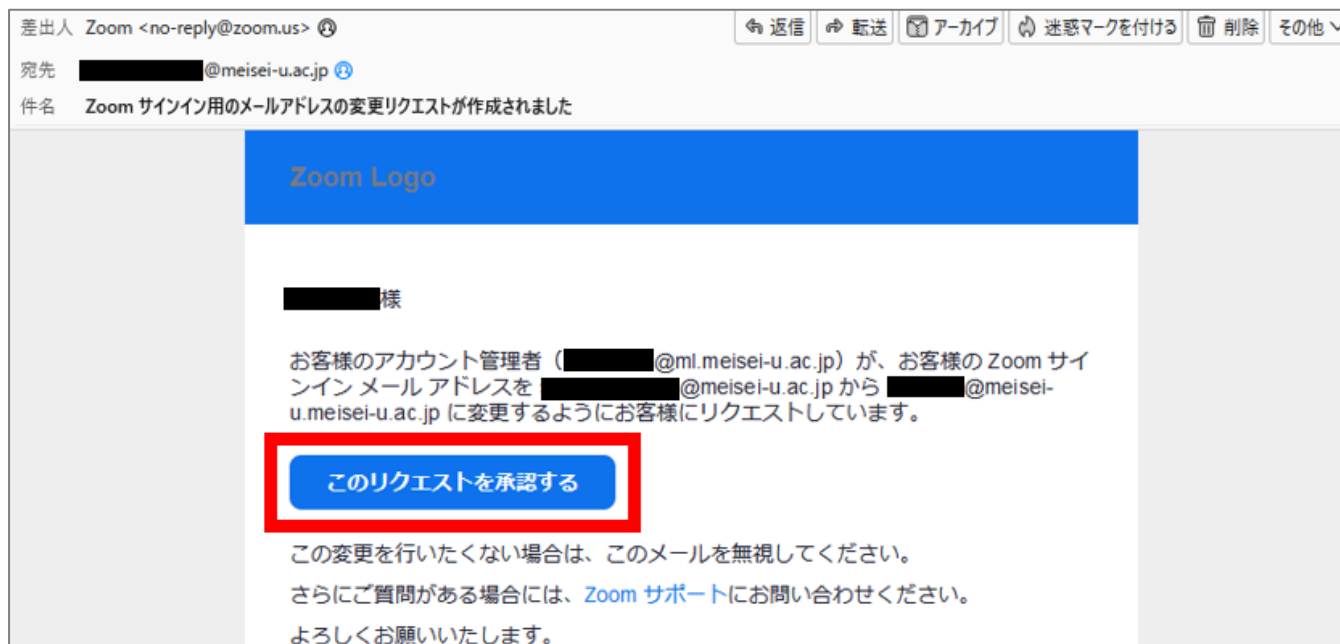 差出人 Zoom <no-reply@zoom.us> 返信 転送 アーカイブ 迷惑マークを付ける 削除 その他
宛先 @meisei-u.ac.jp
件名 Zoom サインイン用のメールアドレスの変更リクエストが作成されました
Zoom Logo
様
お客様のアカウント管理者（ @ml.meisei-u.ac.jp）が、お客様の Zoom サイ
ンイン メール アドレスを @meisei-u.ac.jp から @meisei-
u.meisei-u.ac.jp に変更するようにお客様にリクエストしています。
このリクエストを承認する
この変更を行いたくない場合は、このメールを無視してください。
さらにご質問がある場合には、Zoom サポートにお問い合わせください。
よろしくお願いいたします。